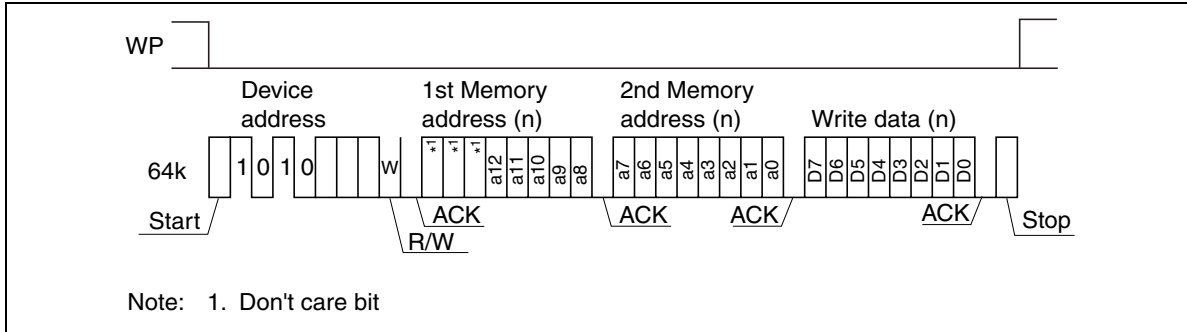 WP
Device address
1st Memory address (n)
2nd Memory address (n)
Write data (n)
64k
1 0 1 0 W *1 *1 *1 a12 a11 a10 a9 a8 a7 a6 a5 a4 a3 a2 a1 a0 D7 D6 D5 D4 D3 D2 D1 D0
Start
ACK
ACK
ACK
ACK
Stop
R/W
Note: 1. Don't care bit